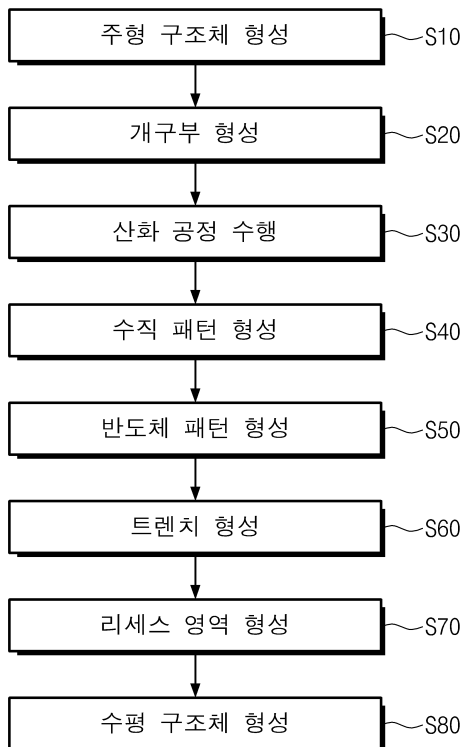 주형 구조체 형성 S10
개구부 형성 S20
산화 공정 수행 S30
수직 패턴 형성 S40
반도체 패턴 형성 S50
트렌치 형성 S60
리세스 영역 형성 S70
수평 구조체 형성 S80